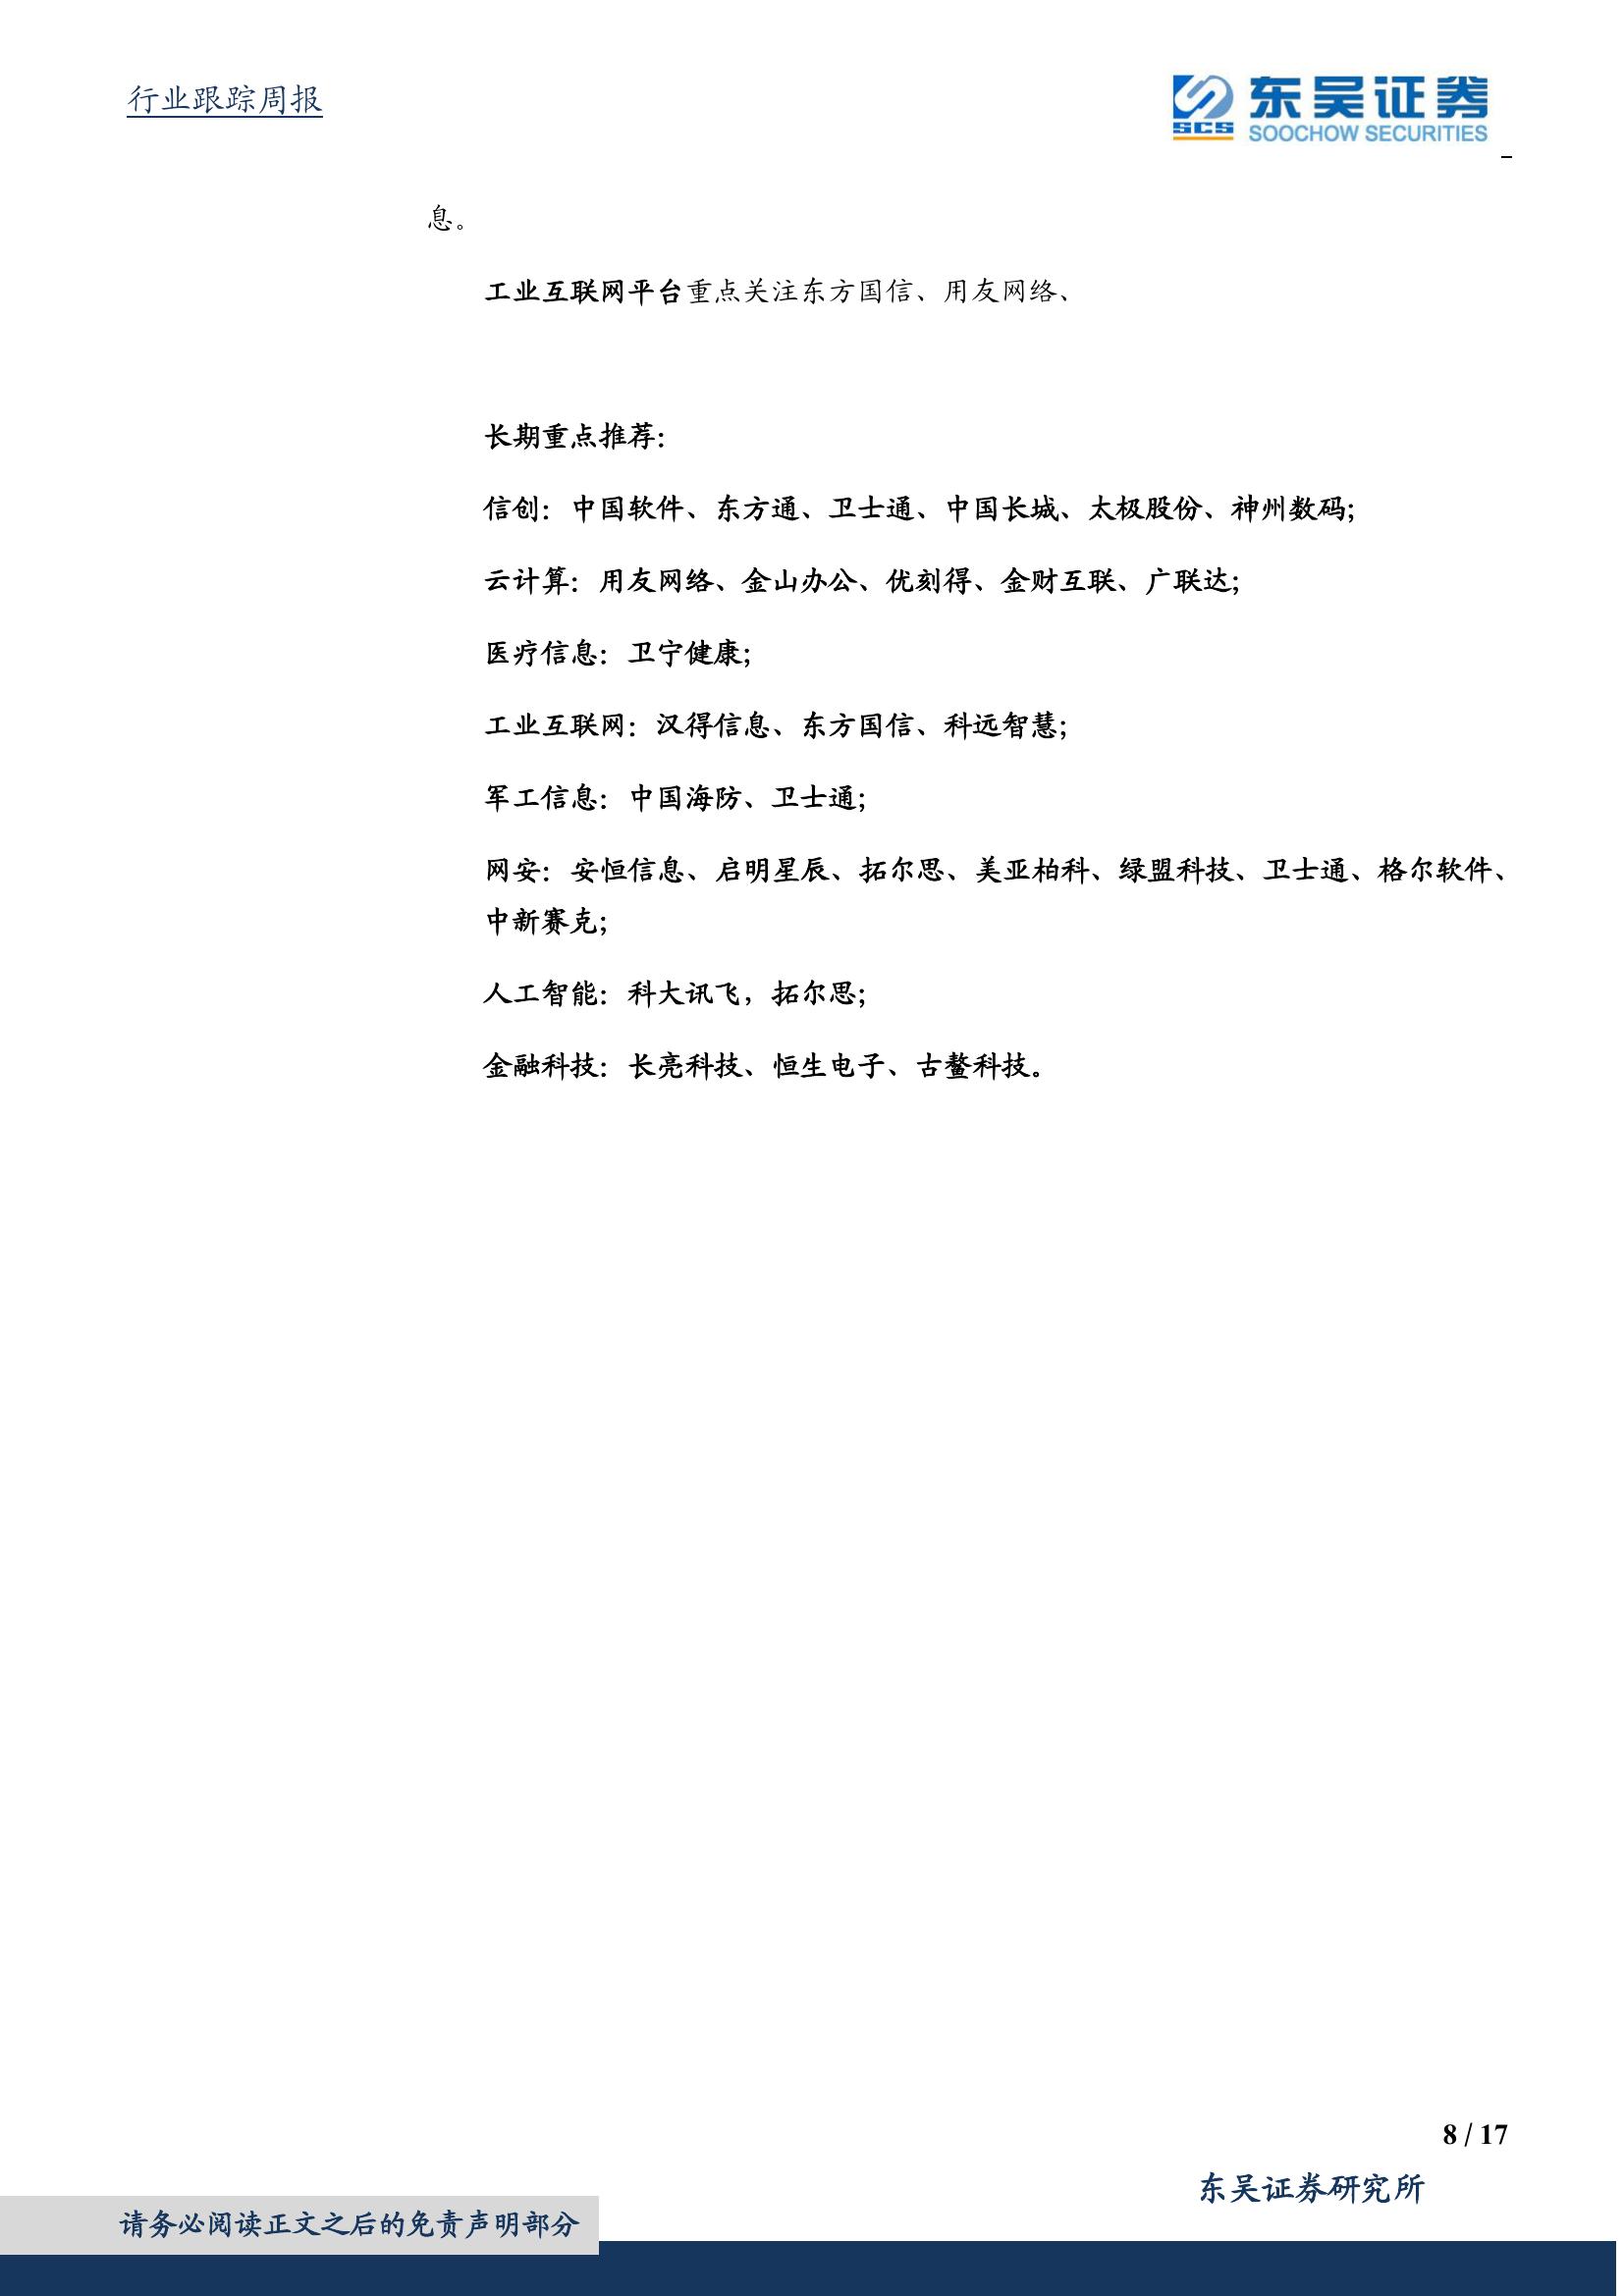 行业跟踪周报
SCS
东吴证券
SOOCHOW SECURITIES
息。
工业互联网平台重点关注东方国信、用友网络、
长期重点推荐：
信创：中国软件、东方通、卫士通、中国长城、太极股份、神州数码；
云计算：用友网络、金山办公、优刻得、金财互联、广联达；
医疗信息：卫宁健康；
工业互联网：汉得信息、东方国信、科远智慧；
军工信息：中国海防、卫士通；
网安：安恒信息、启明星辰、拓尔思、美亚柏科、绿盟科技、卫士通、格尔软件、
中新赛克；
人工智能：科大讯飞，拓尔思；
金融科技：长亮科技、恒生电子、古鳌科技。
8 / 17
东吴证券研究所
请务必阅读正文之后的免责声明部分